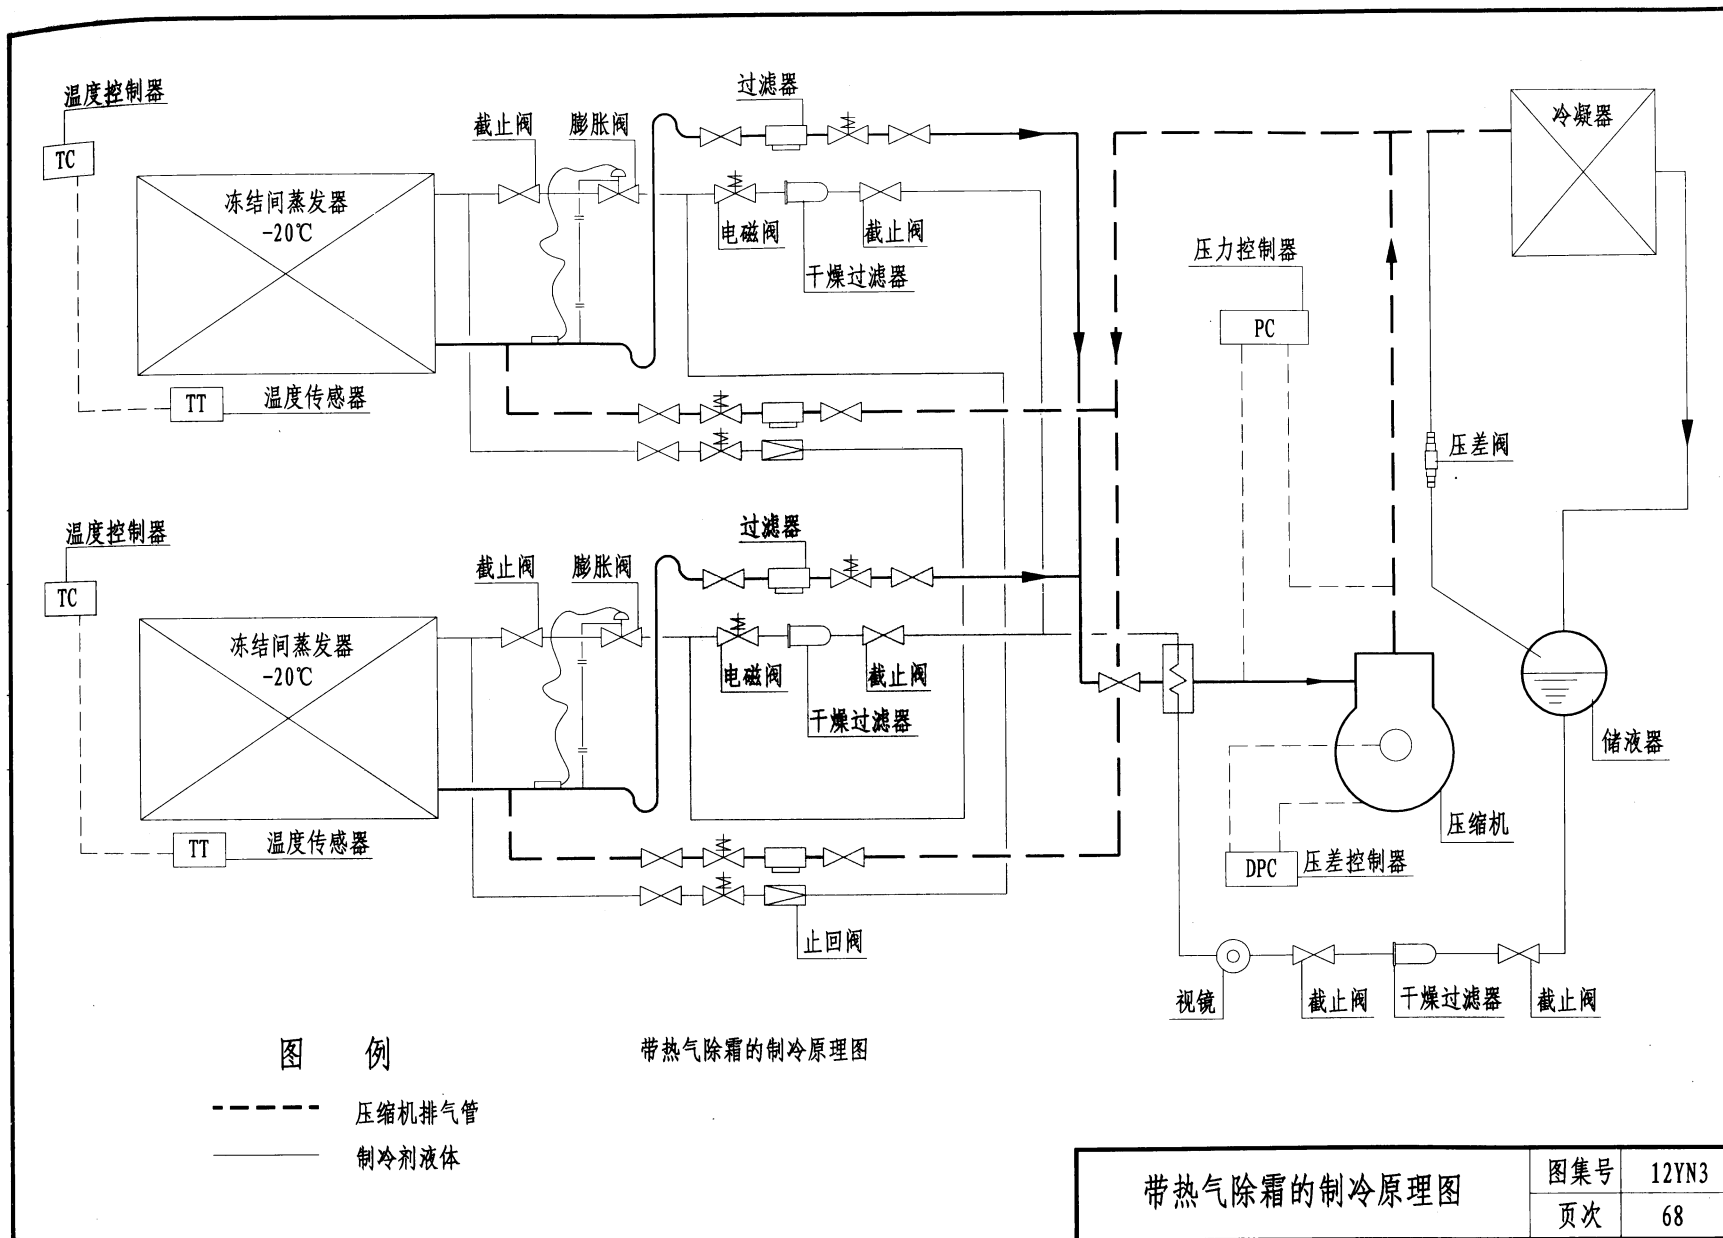 温度控制器
TC
冻结间蒸发器
-20℃
TT
温度传感器
截止阀
膨胀阀
过滤器
电磁阀
截止阀
干燥过滤器
冷凝器
压力控制器
PC
压差阀
温度控制器
TC
冻结间蒸发器
-20℃
TT
温度传感器
截止阀
膨胀阀
过滤器
电磁阀
截止阀
干燥过滤器
止回阀
储液器
压缩机
DPC
压差控制器
视镜
截止阀
干燥过滤器
截止阀
图 例
压缩机排气管
制冷剂液体
带热气除霜的制冷原理图
带热气除霜的制冷原理图
图集号
12YN3
页次
68